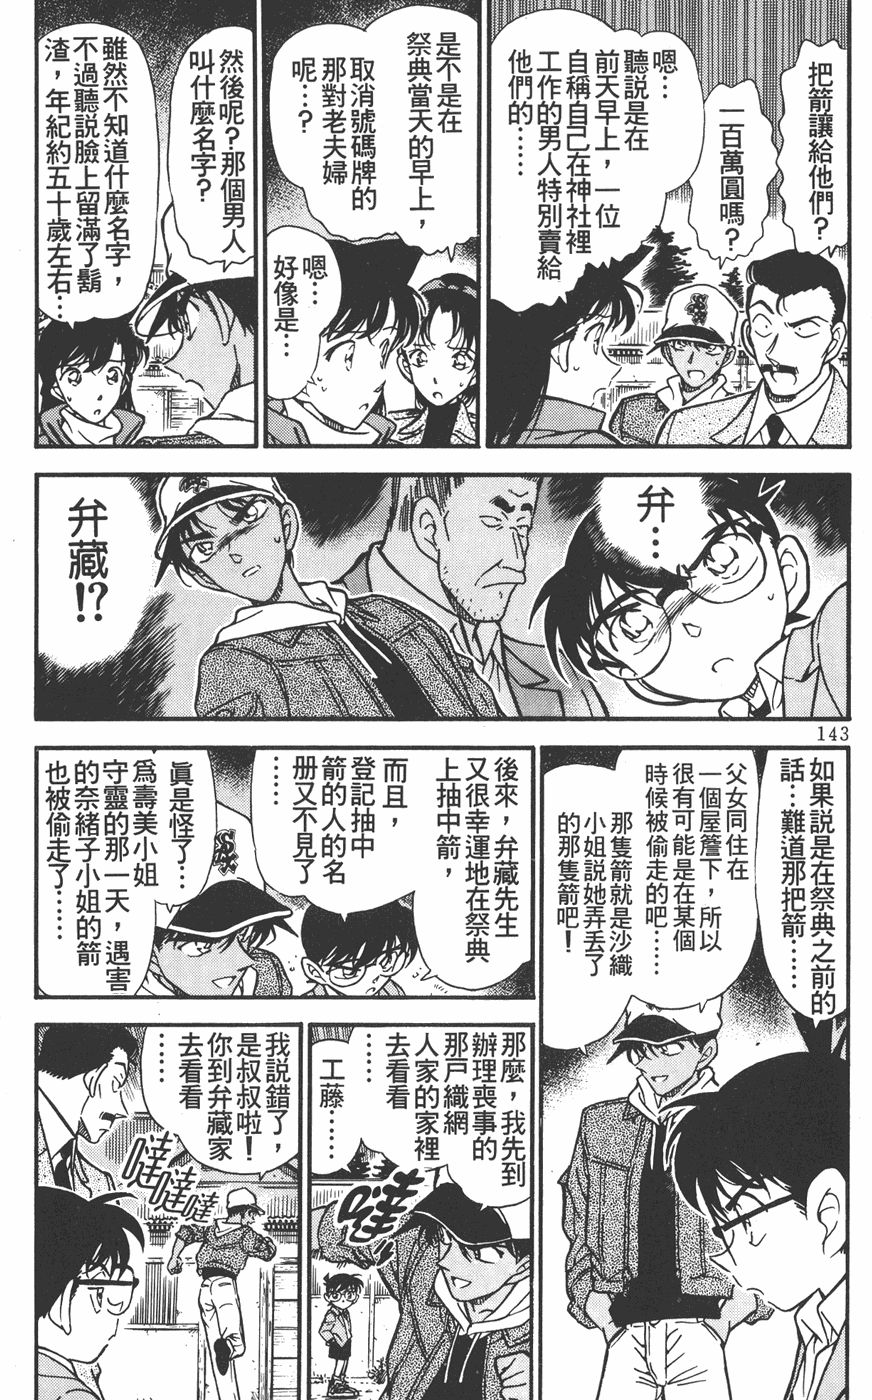 把箭讓給他們?
一百萬圓嗎?
嗯…
聽説是在
前天早上,一位
自稱自己在神社裡
工作的男人特別賣給
他們的……
是不是在
祭典當天的早上,
取消號碼牌的
那對老夫婦
呢…?
嗯…
好像是…
然後呢?那個男人
叫什麼名字?
雖然不知道什麼名字,
不過聽説臉上留滿了鬍
渣,年紀約五十歲左右…
弁…
弁藏!?
143
如果説是在祭典之前的
話…難道那把箭……
父女同住在
一個屋簷下,所以
很有可能是在某個
時候被偷走的吧……
那隻箭就是沙織
小姐説她弄丟了
的那隻箭吧!
後來,弁藏先生
又很幸運地在祭典
上抽中箭,
而且,
登記抽中
箭的人的名
册又不見了
……
眞是怪了…
爲壽美小姐
守靈的那一天,遇害
的奈緒子小姐的箭
也被偷走了……
那麼,我先到
辦理喪事的
那戸織網
人家的家裡
去看看
……
工藤……
噠
我説錯了,
是叔叔啦!
你到弁藏家
去看看
……
噠噠噠